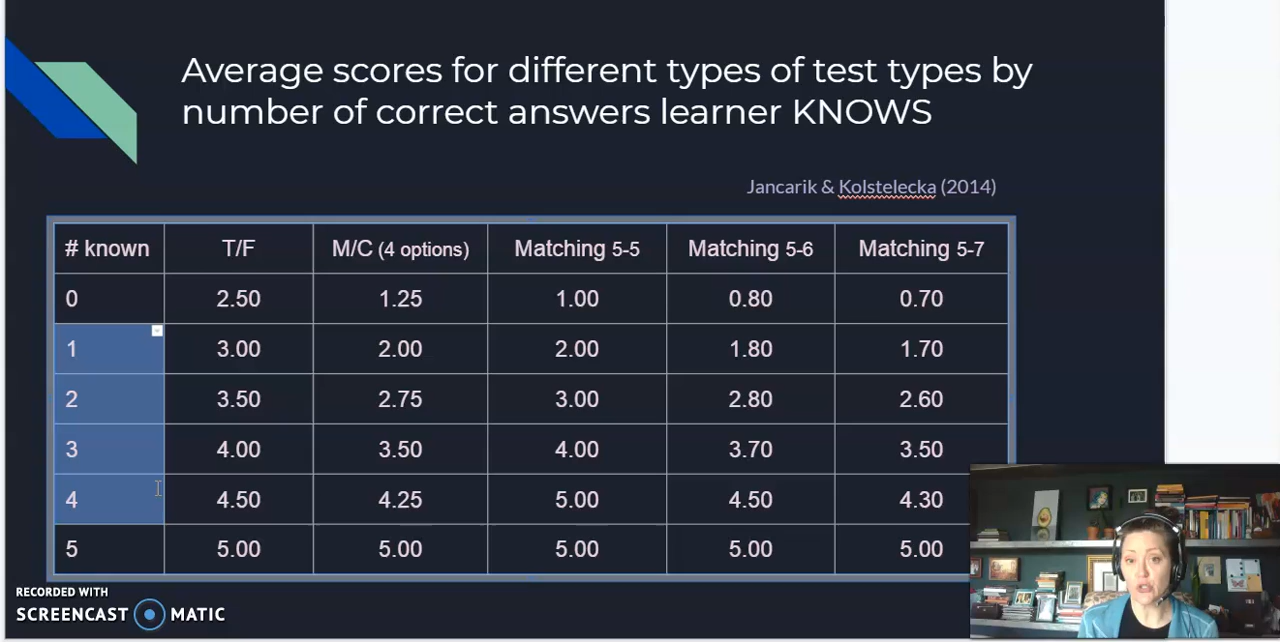 Average scores for different types of test types by
number of correct answers learner KNOWS
Jancarik & Kolstelecka (2014)
# known T/F M/C (4 options) Matching 5-5 Matching 5-6 Matching 5-7
0 2.50 1.25 1.00 0.80 0.70
1 3.00 2.00 2.00 1.80 1.70
2 3.50 2.75 3.00 2.80 2.60
3 4.00 3.50 4.00 3.70 3.50
4 4.50 4.25 5.00 4.50 4.30
5 5.00 5.00 5.00 5.00 5.00
RECORDED WITH
SCREENCAST MATIC